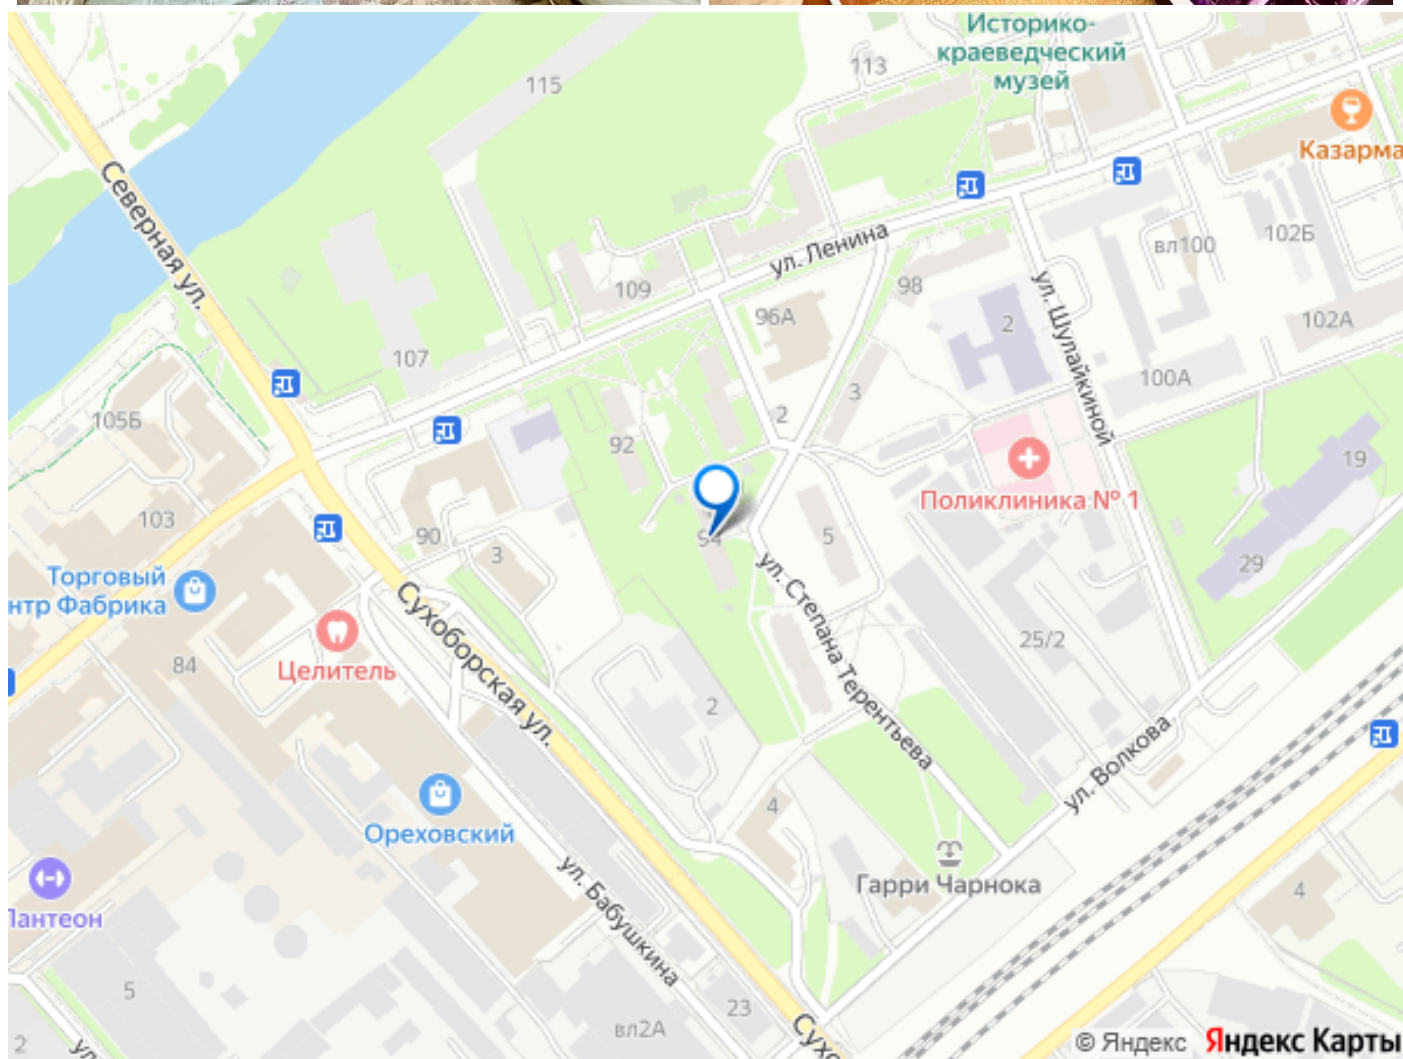 Историко-
краеведческий
музей
113
115
Казарма
Северная ул.
ул. Ленина
вл100
102Б
109
98
ул. Шулайкиной
96А
2
102А
107
3
100А
105Б
2
92
19
Поликлиника № 1
103
90
94
5
3
29
Торговый
нтр Фабрика
ул. Степана Терентьева
Сухоборская ул.
25/2
Целитель
84
2
ул. Волкова
4
Ореховский
Гарри Чарнока
4
Пантеон
ул. Бабушкина
5
23
вл2А
Сухо
2
ул
© Яндекс Яндекс Карты